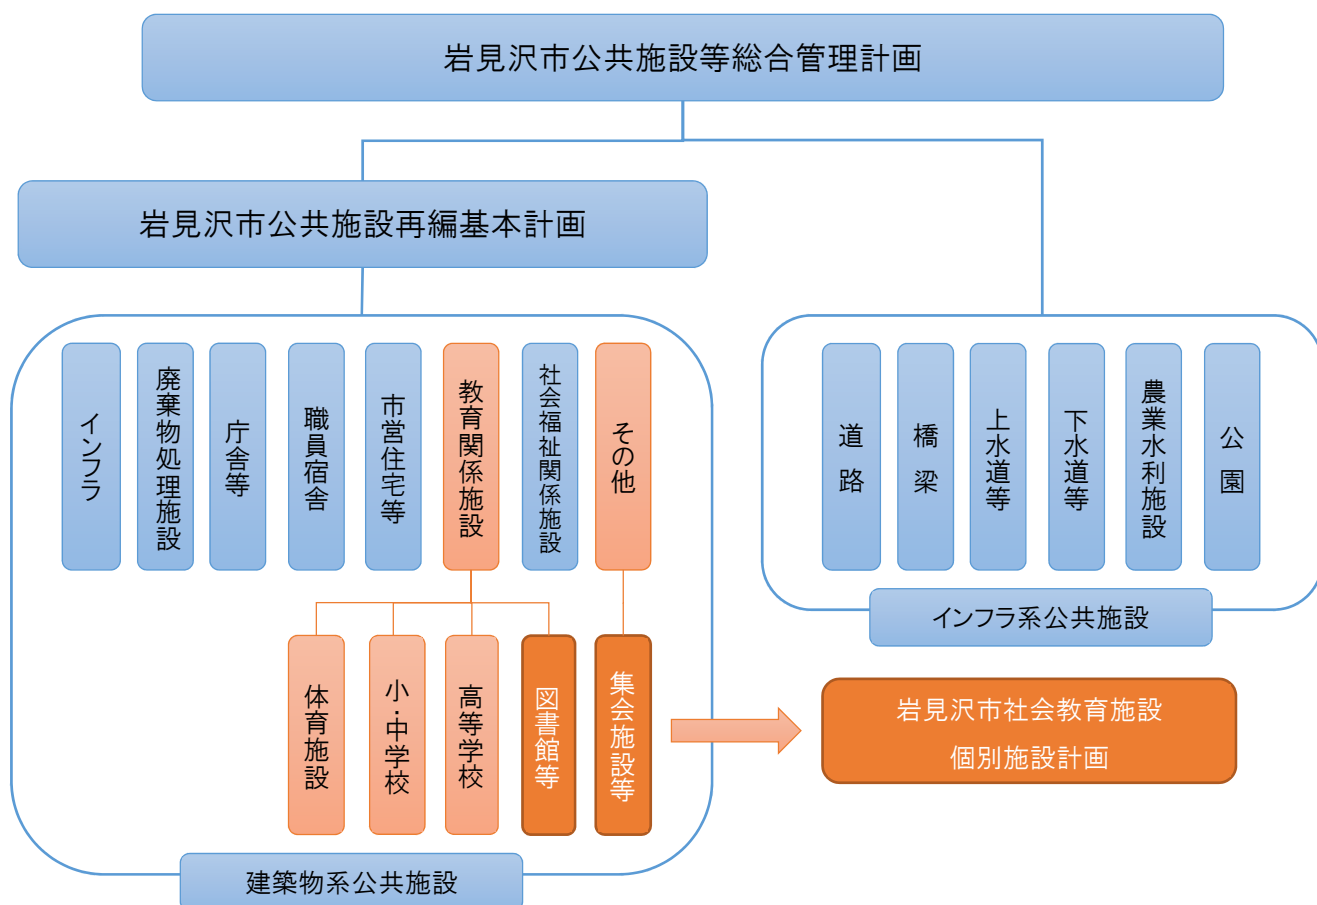 岩見沢市公共施設等総合管理計画
岩見沢市公共施設再編基本計画
インフラ
廃棄物処理施設
庁舎等
職員宿舎
市営住宅等
教育関係施設
社会福祉関係施設
その他
体育施設
小・中学校
高等学校
図書館等
集会施設等
建築物系公共施設
道路
橋梁
上水道等
下水道等
農業水利施設
公園
インフラ系公共施設
岩見沢市社会教育施設
個別施設計画